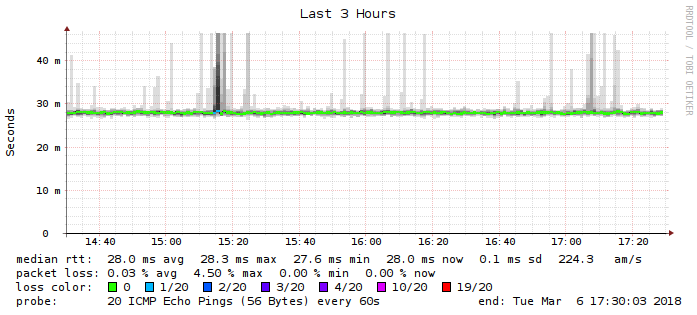 Last 3 Hours
RRDTOOL / TOBI OETIKER
Seconds
40 m
30 m
20 m
10 m
0
14:40 15:00 15:20 15:40 16:00 16:20 16:40 17:00 17:20
median rtt: 28.0 ms avg 28.3 ms max 27.6 ms min 28.0 ms now 0.1 ms sd 224.3 am/s
packet loss: 0.03 % avg 4.50 % max 0.00 % min 0.00 % now
loss color: 0 1/20 2/20 3/20 4/20 10/20 19/20
probe: 20 ICMP Echo Pings (56 Bytes) every 60s end: Tue Mar 6 17:30:03 2018